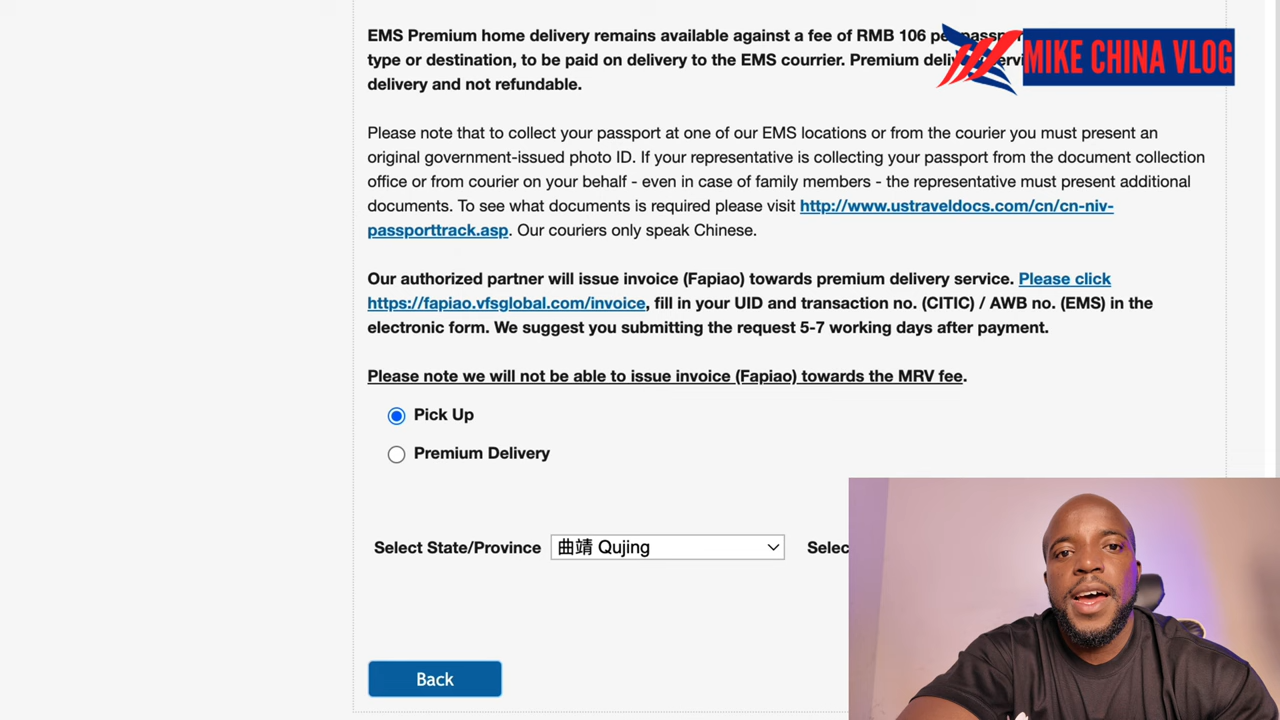 EMS Premium home delivery remains available against a fee of RMB 106
type or destination, to be paid on delivery to the EMS courrier. Premium
delivery and not refundable.
MIKE CHINA VLOG
Please note that to collect your passport at one of our EMS locations or from the courier you must present an
original government-issued photo ID. If your representative is collecting your passport from the document collection
office or from courier on your behalf - even in case of family members - the representative must present additional
documents. To see what documents is required please visit http://www.ustraveldocs.com/cn/cn-niv-
passporttrack.asp. Our couriers only speak Chinese.
Our authorized partner will issue invoice (Fapiao) towards premium delivery service. Please click
https://fapiao.vfsglobal.com/invoice, fill in your UID and transaction no. (CITIC) / AWB no. (EMS) in the
electronic form. We suggest you submitting the request 5-7 working days after payment.
Please note we will not be able to issue invoice (Fapiao) towards the MRV fee.
Pick Up
Premium Delivery
Select State/Province 曲靖 Qujing
Back